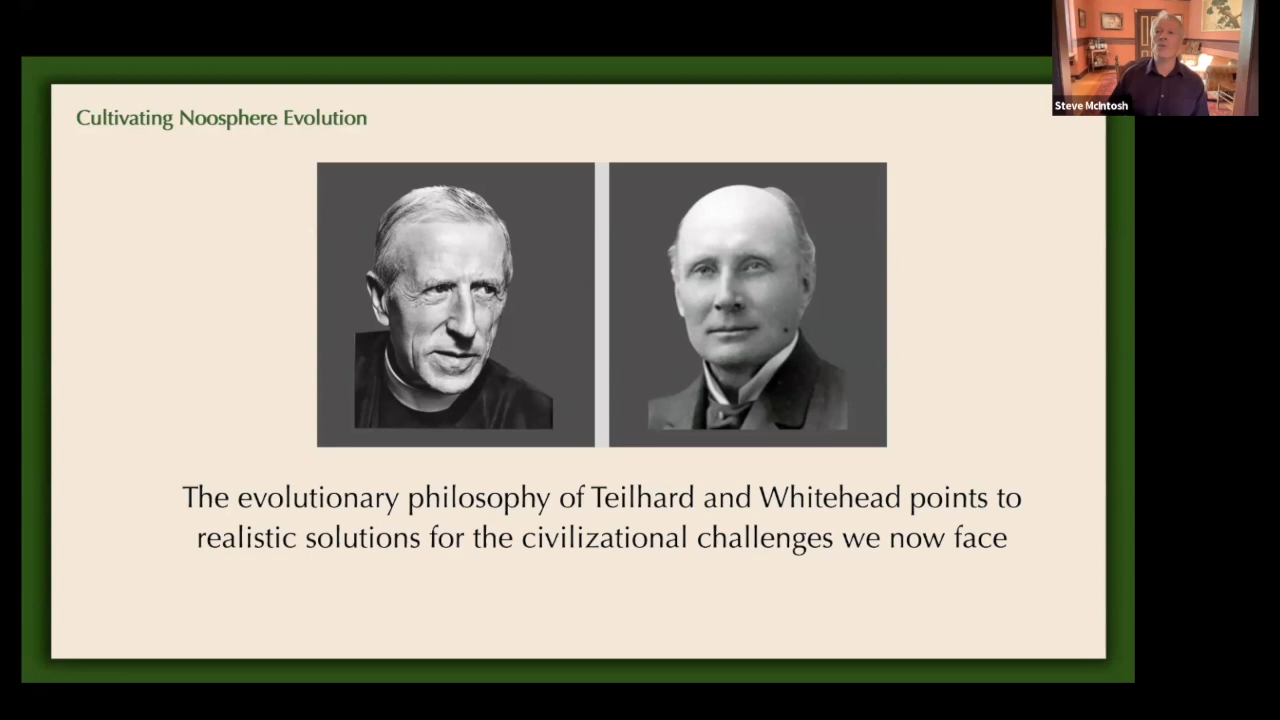 Steve McIntosh
Cultivating Noosphere Evolution
The evolutionary philosophy of Teilhard and Whitehead points to
realistic solutions for the civilizational challenges we now face